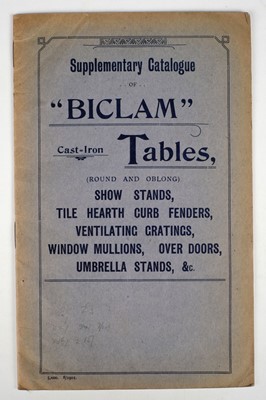 Supplementary Catalogue
OF
"BICLAM"
Cast-Iron Tables,
(ROUND AND OBLONG)
SHOW STANDS,
TILE HEARTH CURB FENDERS,
VENTILATING GRATINGS,
WINDOW MULLIONS, OVER DOORS,
UMBRELLA STANDS, &c.